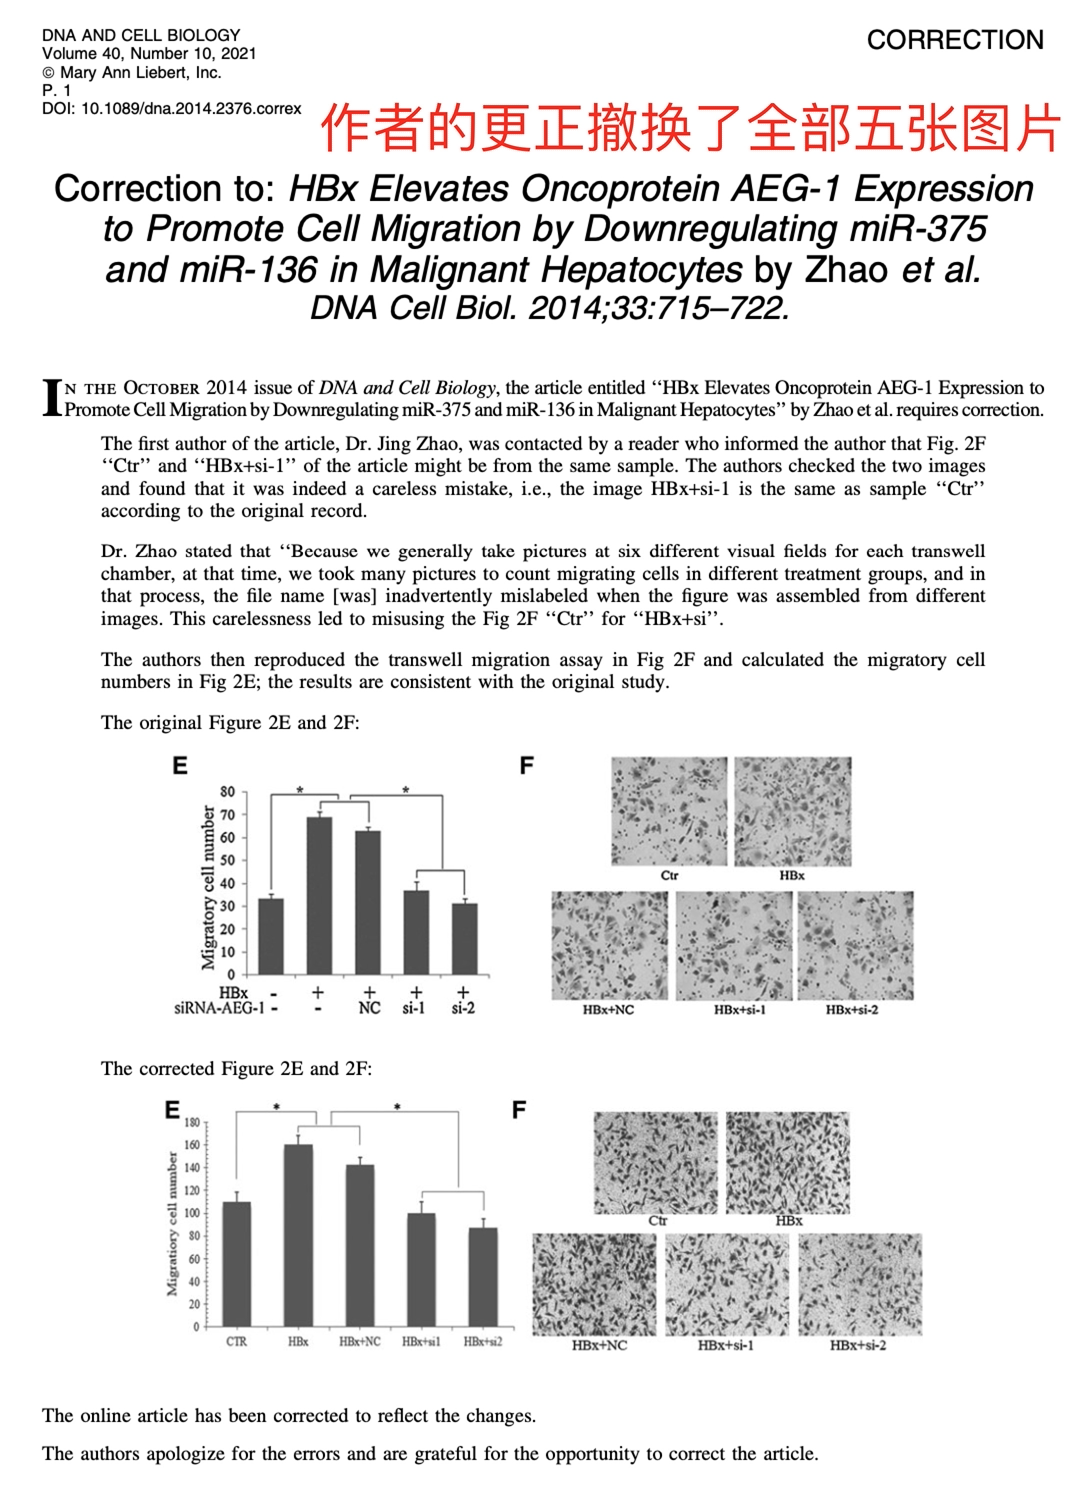 DNA AND CELL BIOLOGY
Volume 40, Number 10, 2021
© Mary Ann Liebert, Inc.
P. 1
DOI: 10.1089/dna.2014.2376.correx
CORRECTION
作者的更正撤换了全部五张图片
Correction to: HBx Elevates Oncoprotein AEG-1 Expression
to Promote Cell Migration by Downregulating miR-375
and miR-136 in Malignant Hepatocytes by Zhao et al.
DNA Cell Biol. 2014;33:715–722.
IN THE OCTOBER 2014 issue of DNA and Cell Biology, the article entitled ‘‘HBx Elevates Oncoprotein AEG-1 Expression to
Promote Cell Migration by Downregulating miR-375 and miR-136 in Malignant Hepatocytes’’ by Zhao et al. requires correction.
The first author of the article, Dr. Jing Zhao, was contacted by a reader who informed the author that Fig. 2F
‘‘Ctr’’ and ‘‘HBx+si-1’’ of the article might be from the same sample. The authors checked the two images
and found that it was indeed a careless mistake, i.e., the image HBx+si-1 is the same as sample ‘‘Ctr’’
according to the original record.
Dr. Zhao stated that ‘‘Because we generally take pictures at six different visual fields for each transwell
chamber, at that time, we took many pictures to count migrating cells in different treatment groups, and in
that process, the file name [was] inadvertently mislabeled when the figure was assembled from different
images. This carelessness led to misusing the Fig 2F ‘‘Ctr’’ for ‘‘HBx+si’’.
The authors then reproduced the transwell migration assay in Fig 2F and calculated the migratory cell
numbers in Fig 2E; the results are consistent with the original study.
The original Figure 2E and 2F:
E
Migratory cell number
80
70
60
50
40
30
20
10
0
* *
HBx - + + + +
siRNA-AEG-1 - - NC si-1 si-2
F
Ctr HBx
HBx+NC HBx+si-1 HBx+si-2
The corrected Figure 2E and 2F:
E
Migratiory cell number
180
160
140
120
100
80
60
40
20
0
* *
CTR HBx HBx+NC HBx+si1 HBx+si2
F
Ctr HBx
HBx+NC HBx+si-1 HBx+si-2
The online article has been corrected to reflect the changes.
The authors apologize for the errors and are grateful for the opportunity to correct the article.